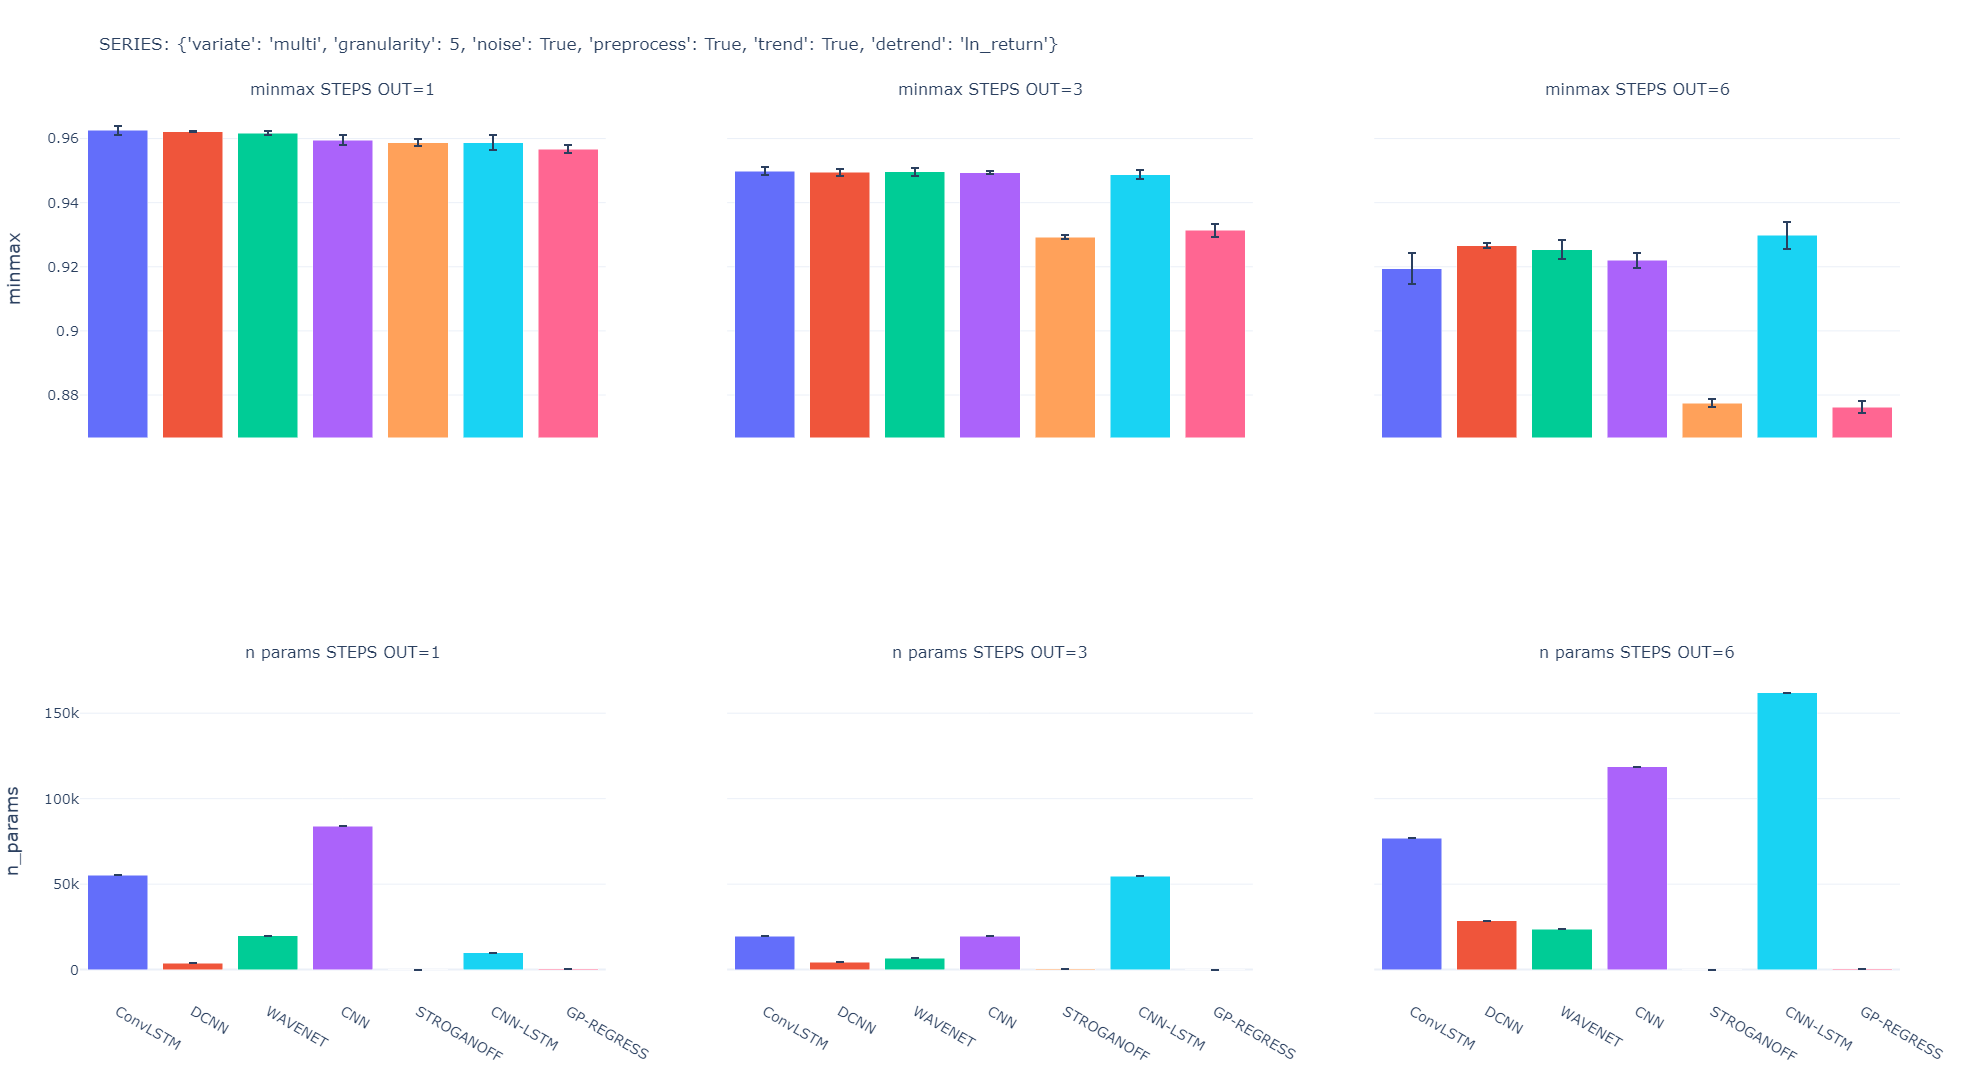 SERIES: {'variate': 'multi', 'granularity': 5, 'noise': True, 'preprocess': True, 'trend': True, 'detrend': 'ln_return'}
minmax STEPS OUT=1
minmax STEPS OUT=3
minmax STEPS OUT=6
minmax
0.96
0.94
0.92
0.9
0.88
n params STEPS OUT=1
n params STEPS OUT=3
n params STEPS OUT=6
n_params
150k
100k
50k
0
ConvLSTM
DCNN
WAVENET
CNN
STROGANOFF
CNN-LSTM
GP-REGRESS
ConvLSTM
DCNN
WAVENET
CNN
STROGANOFF
CNN-LSTM
GP-REGRESS
ConvLSTM
DCNN
WAVENET
CNN
STROGANOFF
CNN-LSTM
GP-REGRESS